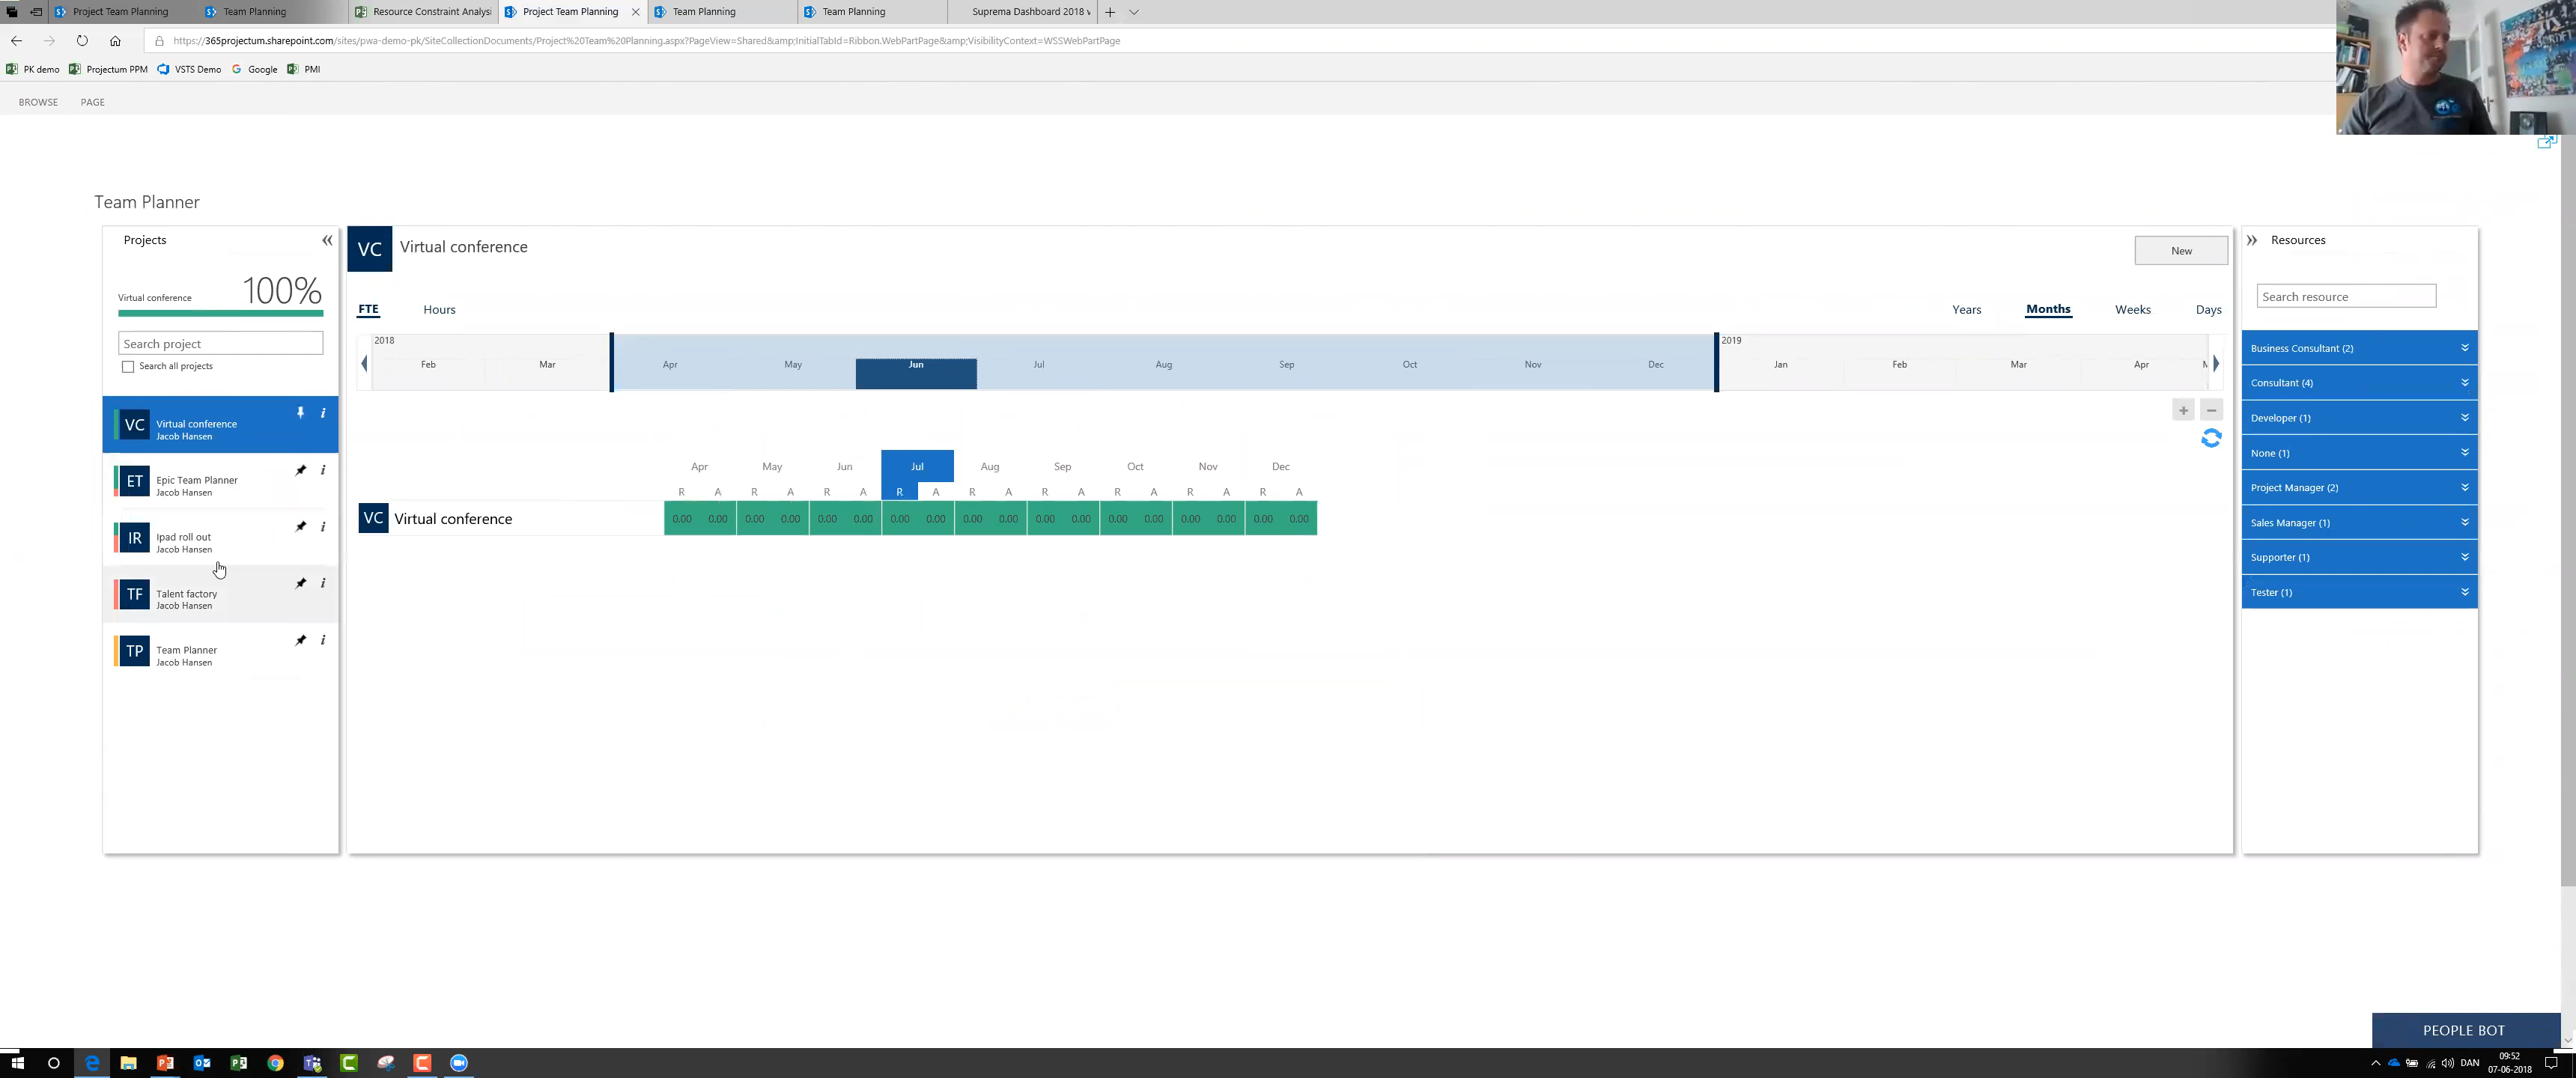 Project Team Planning
Team Planning
Resource Constraint Analysi
Project Team Planning
Team Planning
Team Planning
Suprema Dashboard 2018 v
https://365projectum.sharepoint.com/sites/pwa-demo-pk/SiteCollectionDocuments/Project%20Team%20Planning.aspx?PageView=Shared&amp;InitialTabId=Ribbon.WebPartPage&amp;VisibilityContext=WSSWebPartPage
PK demo
Projectum PPM
VSTS Demo
Google
PMI
BROWSE
PAGE
Team Planner
Projects
Virtual conference 100%
Search project
Search all projects
VC Virtual conference
Jacob Hansen
ET Epic Team Planner
Jacob Hansen
IR Ipad roll out
Jacob Hansen
TF Talent factory
Jacob Hansen
TP Team Planner
Jacob Hansen
VC Virtual conference
New
FTE Hours
Years Months Weeks Days
2018 2019
Feb Mar Apr May Jun Jul Aug Sep Oct Nov Dec Jan Feb Mar Apr
Apr May Jun Jul Aug Sep Oct Nov Dec
R A R A R A R A R A R A R A R A R A
VC Virtual conference 0.00 0.00 0.00 0.00 0.00 0.00 0.00 0.00 0.00 0.00 0.00 0.00 0.00 0.00 0.00 0.00 0.00 0.00
Resources
Search resource
Business Consultant (2)
Consultant (4)
Developer (1)
None (1)
Project Manager (2)
Sales Manager (1)
Supporter (1)
Tester (1)
PEOPLE BOT
DAN
09:52
07-06-2018